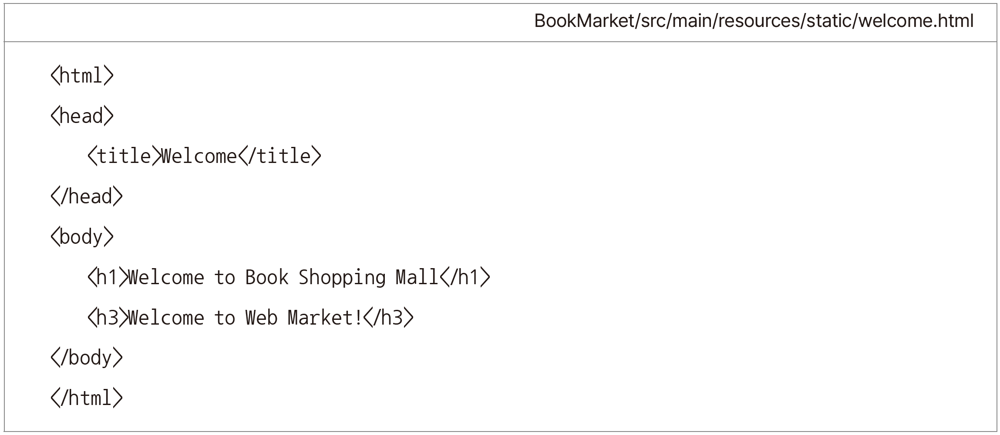 BookMarket/src/main/resources/static/welcome.html
<html>
<head>
<title>Welcome</title>
</head>
<body>
<h1>Welcome to Book Shopping Mall</h1>
<h3>Welcome to Web Market!</h3>
</body>
</html>